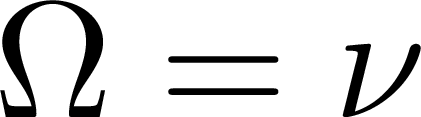 Ω = ν